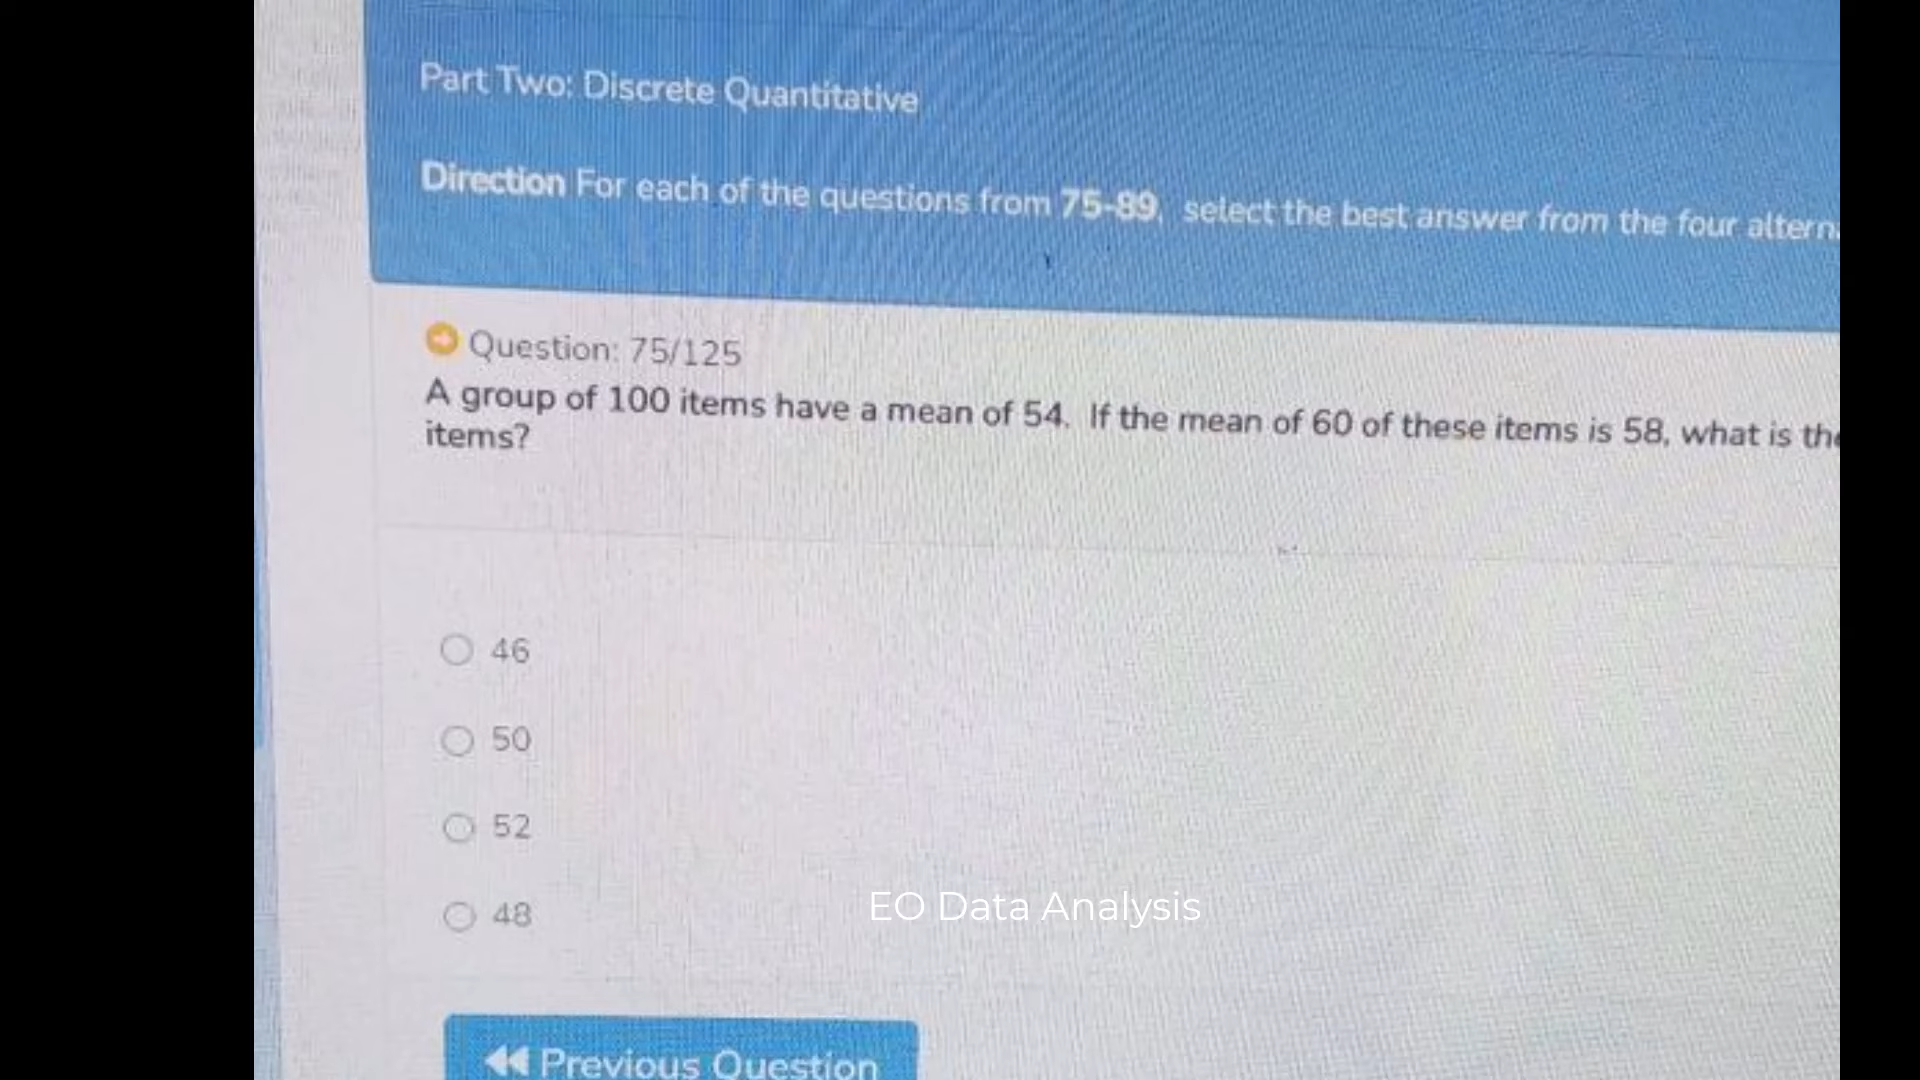 Part Two: Discrete Quantitative
Direction For each of the questions from 75-89, select the best answer from the four altern
Question: 75/125
A group of 100 items have a mean of 54. If the mean of 60 of these items is 58, what is the
items?
46
50
52
48
EO Data Analysis
Previous Question